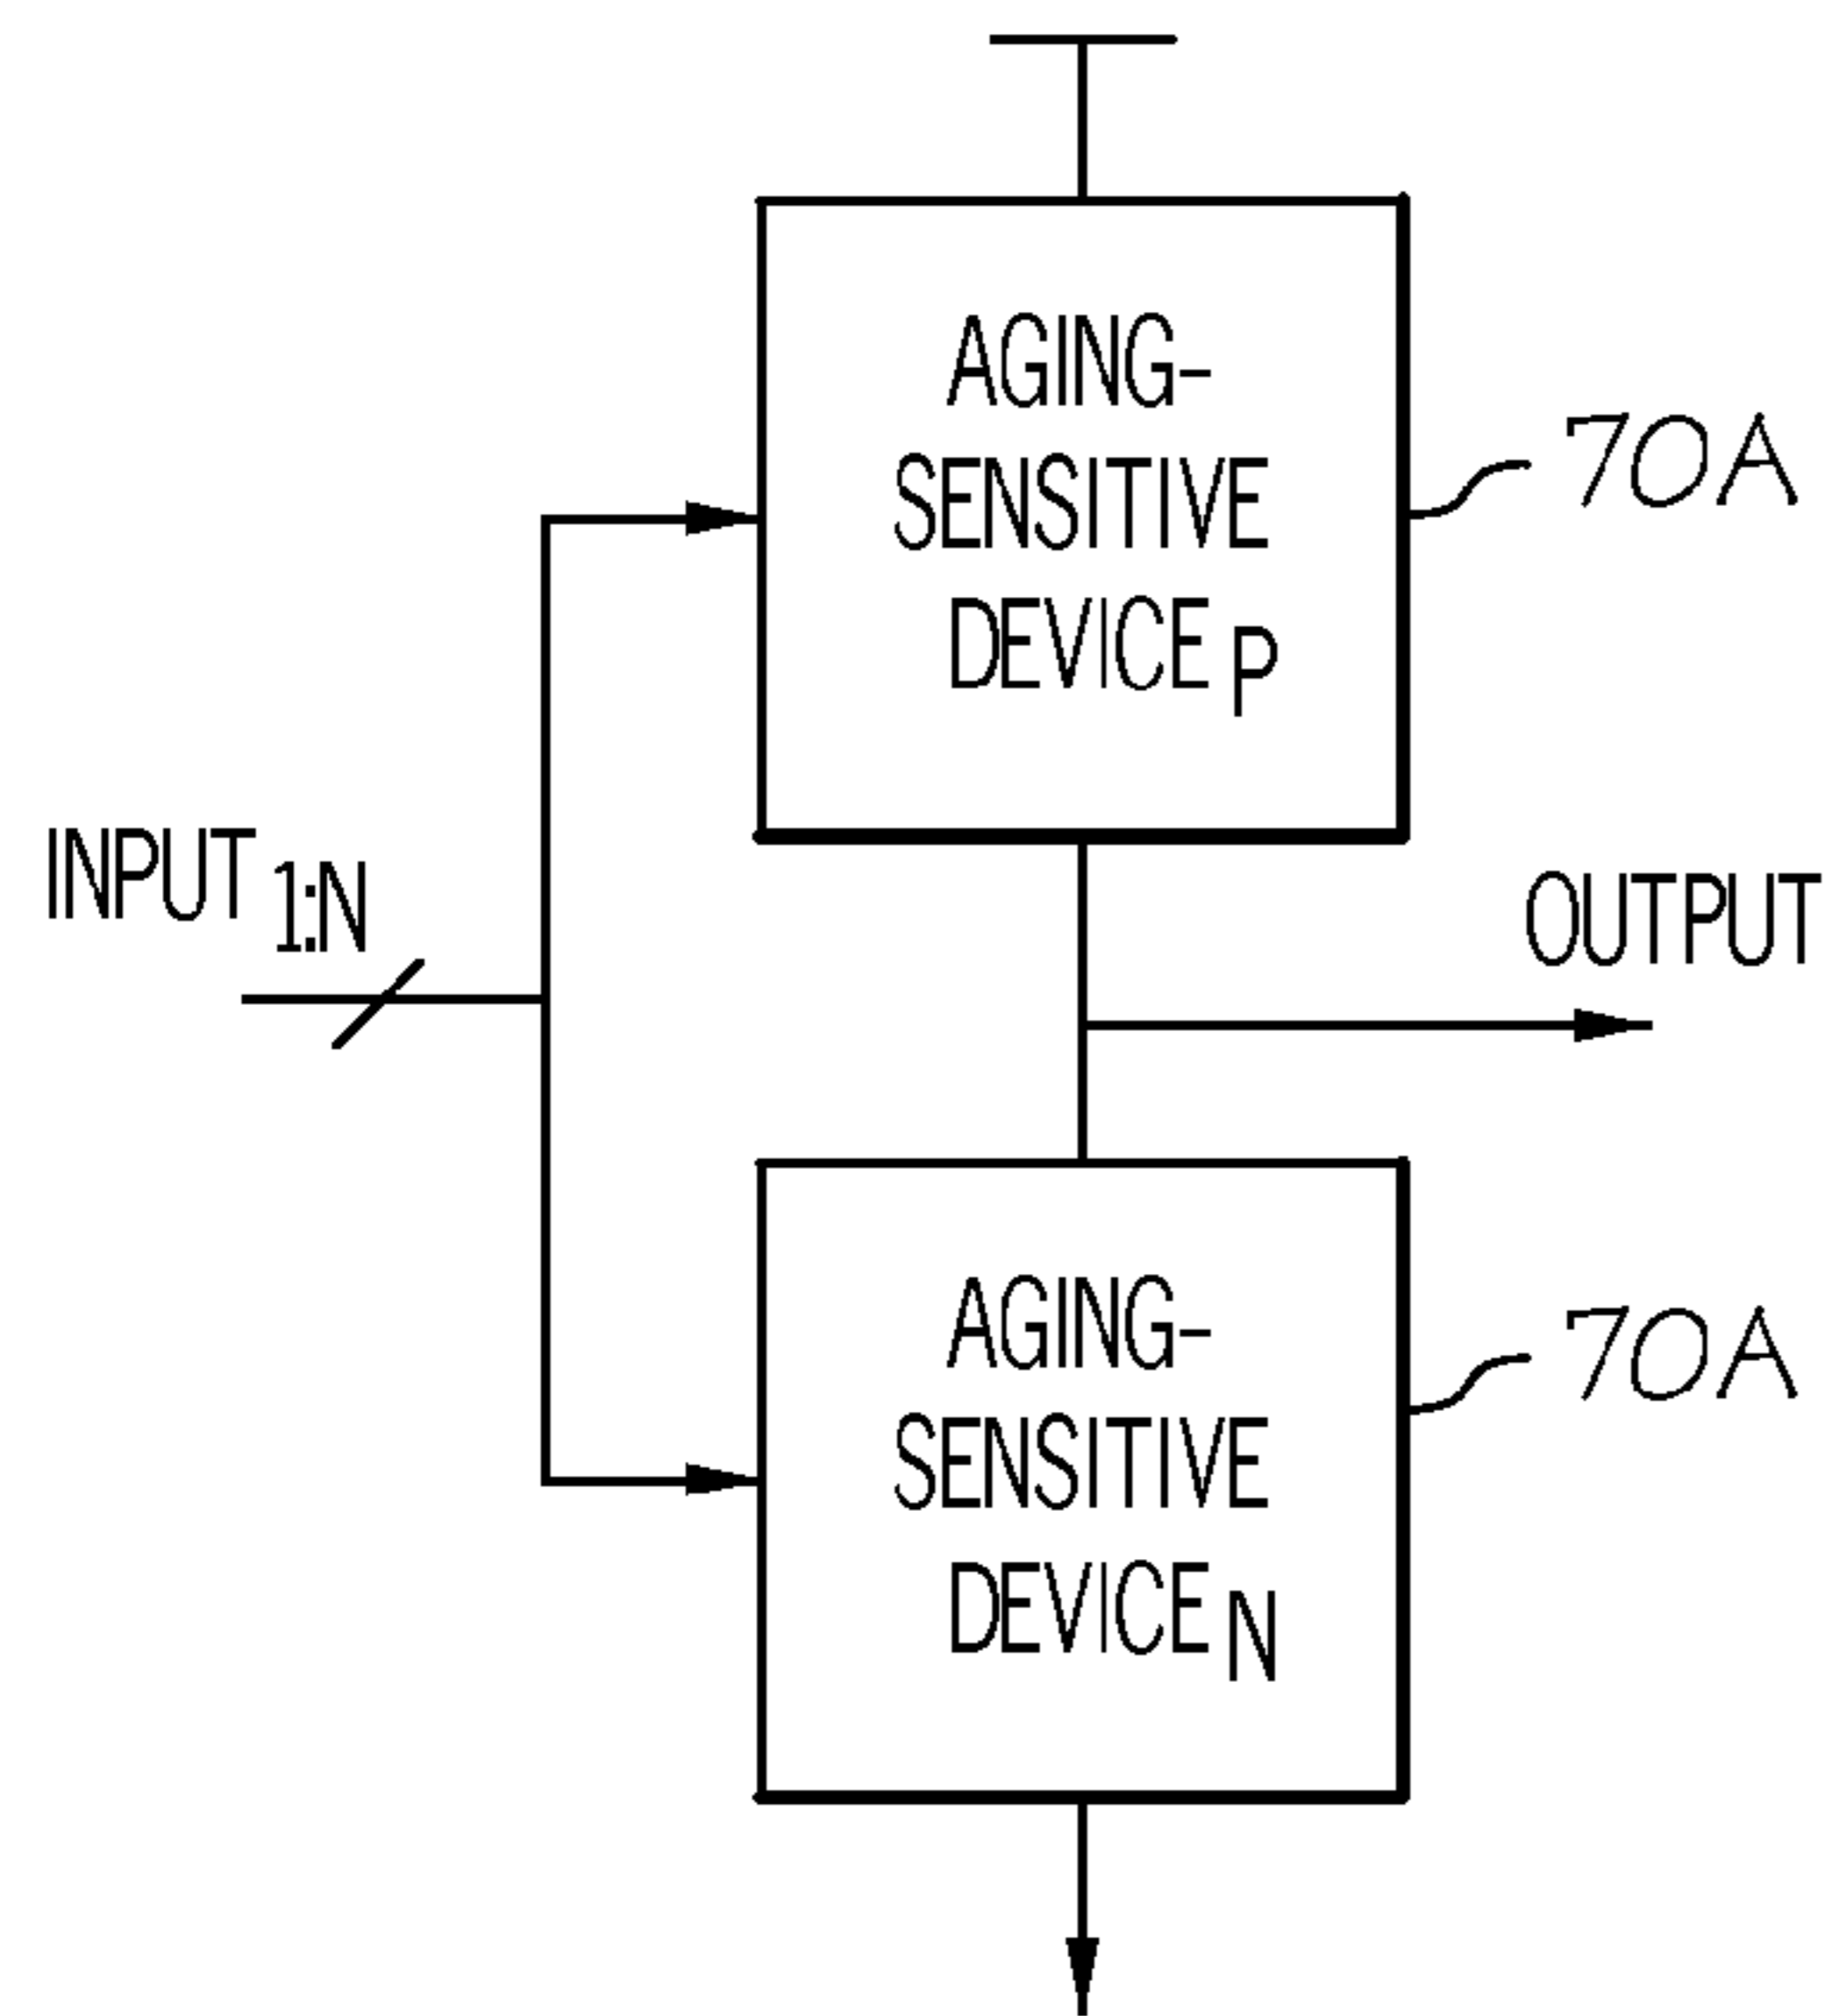 AGING-
SENSITIVE
DEVICE P
70A
INPUT 1:N
OUTPUT
AGING-
SENSITIVE
DEVICE N
70A